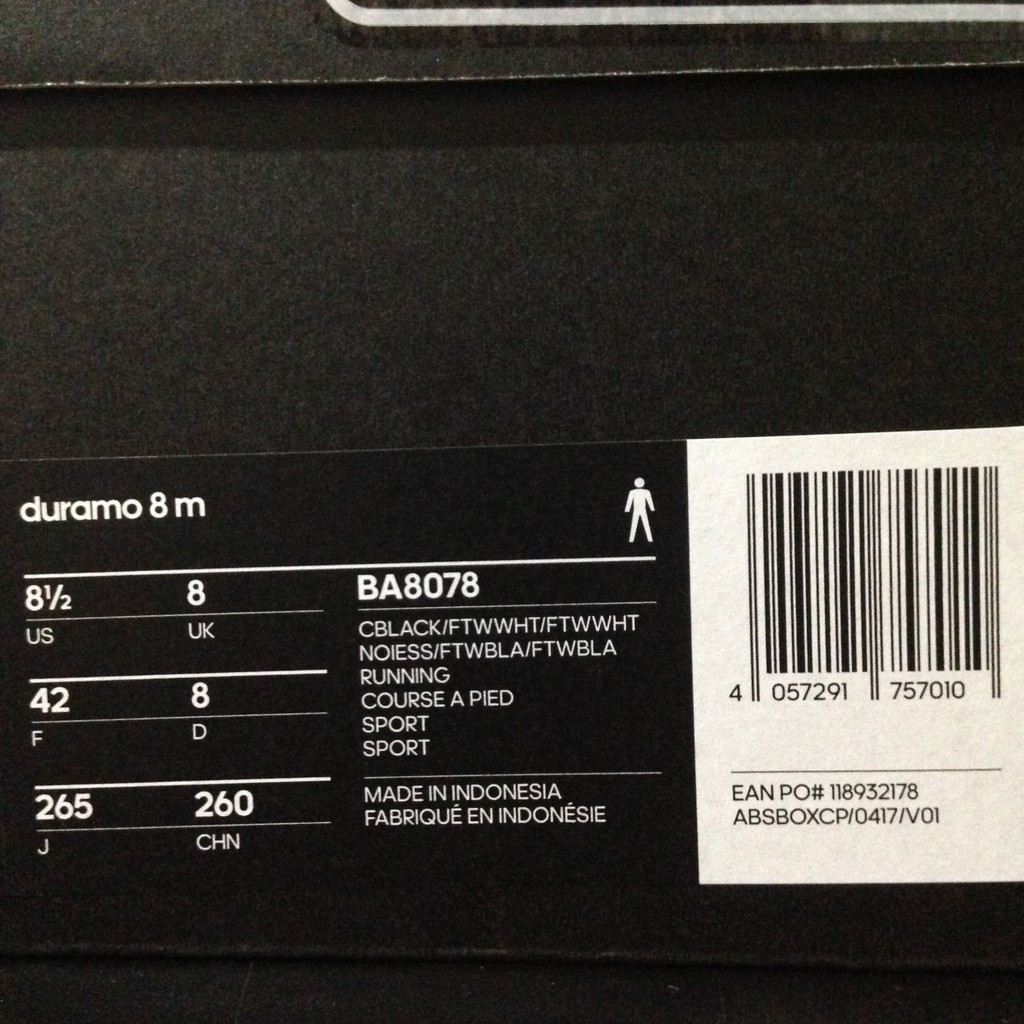 duramo 8 m
8½ 8
US UK
42 8
F D
265 260
J CHN
BA8078
CBLACK/FTWWHT/FTWWHT
NOIESS/FTWBLA/FTWBLA
RUNNING
COURSE A PIED
SPORT
SPORT
MADE IN INDONESIA
FABRIQUÉ EN INDONÉSIE
4 057291 757010
EAN PO# 118932178
ABSBOXCP/0417/V01